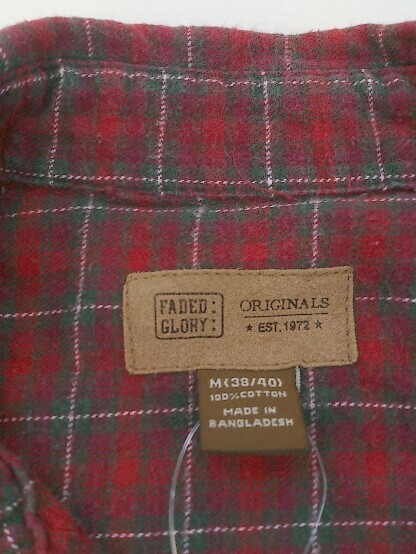 FADED:
GLORY:
ORIGINALS
★ EST. 1972 ★
M(38/40)
100% COTTON
MADE IN
BANGLADESH